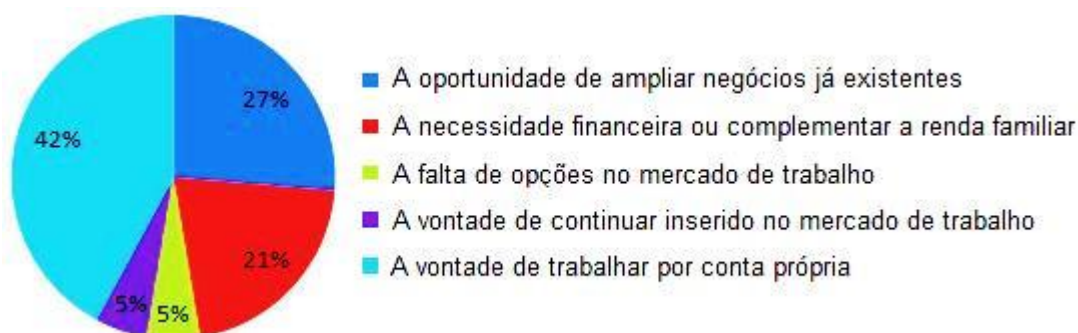 27%
21%
5%
5%
42%
A oportunidade de ampliar negócios já existentes
A necessidade financeira ou complementar a renda familiar
A falta de opções no mercado de trabalho
A vontade de continuar inserido no mercado de trabalho
A vontade de trabalhar por conta própria